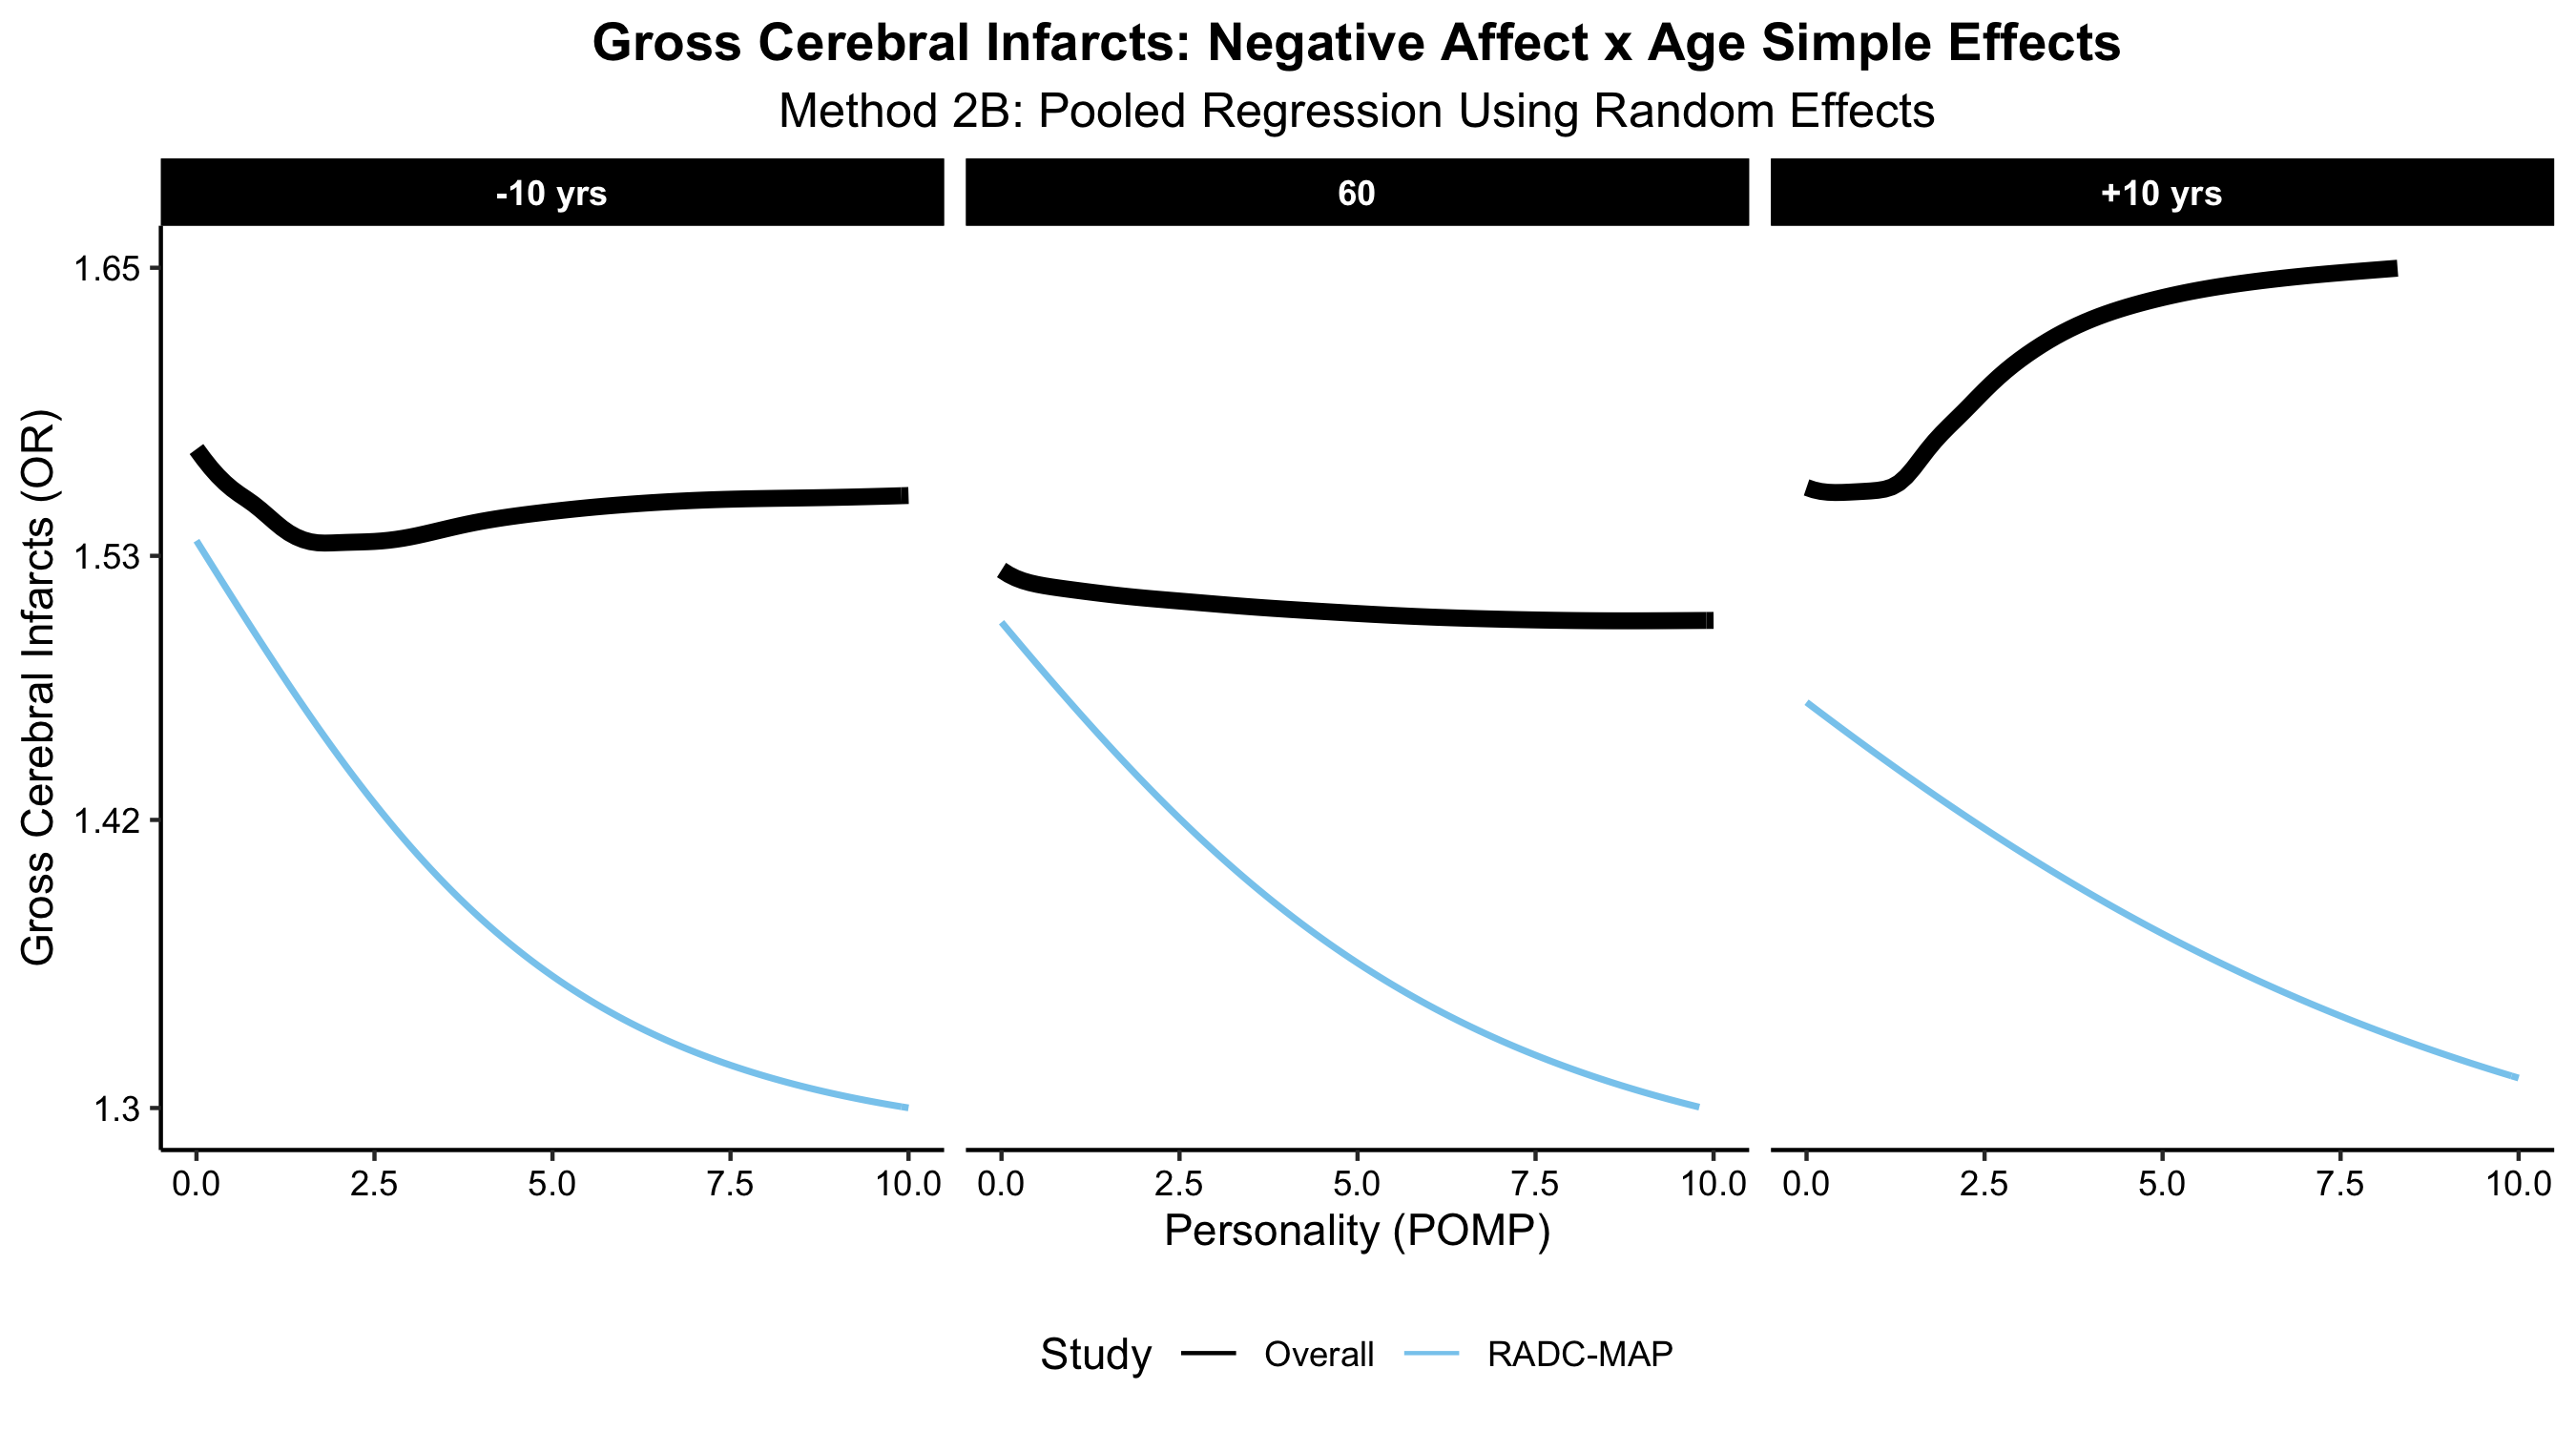 Gross Cerebral Infarcts: Negative Affect x Age Simple Effects
Method 2B: Pooled Regression Using Random Effects
-10 yrs 60 +10 yrs
Gross Cerebral Infarcts (OR)
1.65
1.53
1.42
1.3
0.0 2.5 5.0 7.5 10.0 0.0 2.5 5.0 7.5 10.0 0.0 2.5 5.0 7.5 10.0
Personality (POMP)
Study Overall RADC-MAP